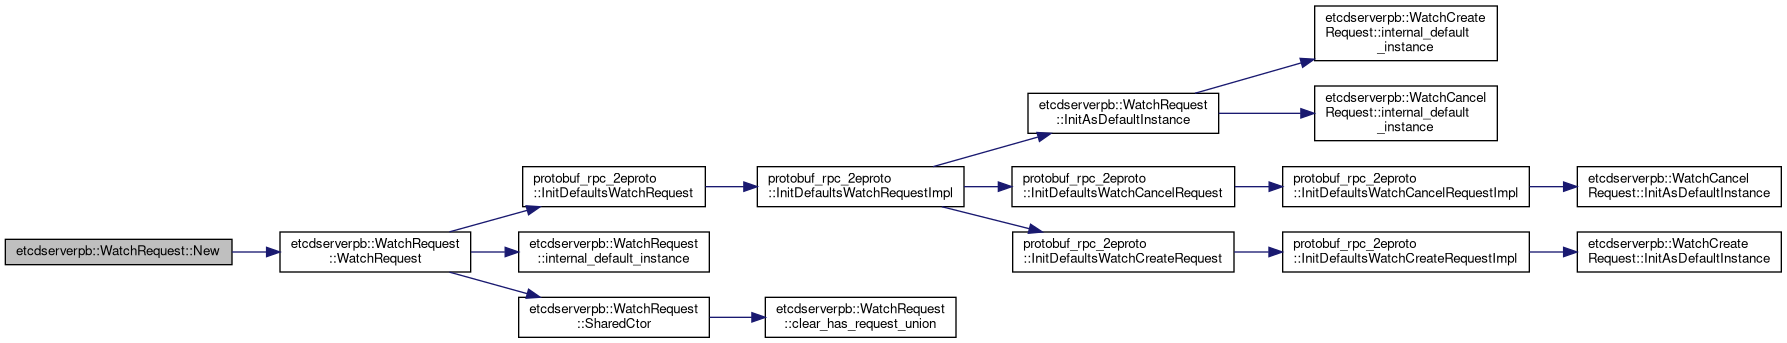 etcdserverpb::WatchRequest::New
etcdserverpb::WatchRequest
::WatchRequest
protobuf_rpc_2eproto
::InitDefaultsWatchRequest
etcdserverpb::WatchRequest
::internal_default_instance
etcdserverpb::WatchRequest
::SharedCtor
protobuf_rpc_2eproto
::InitDefaultsWatchRequestImpl
etcdserverpb::WatchRequest
::clear_has_request_union
etcdserverpb::WatchRequest
::InitAsDefaultInstance
protobuf_rpc_2eproto
::InitDefaultsWatchCancelRequest
protobuf_rpc_2eproto
::InitDefaultsWatchCreateRequest
etcdserverpb::WatchCreate
Request::internal_default
_instance
etcdserverpb::WatchCancel
Request::internal_default
_instance
protobuf_rpc_2eproto
::InitDefaultsWatchCancelRequestImpl
protobuf_rpc_2eproto
::InitDefaultsWatchCreateRequestImpl
etcdserverpb::WatchCancel
Request::InitAsDefaultInstance
etcdserverpb::WatchCreate
Request::InitAsDefaultInstance